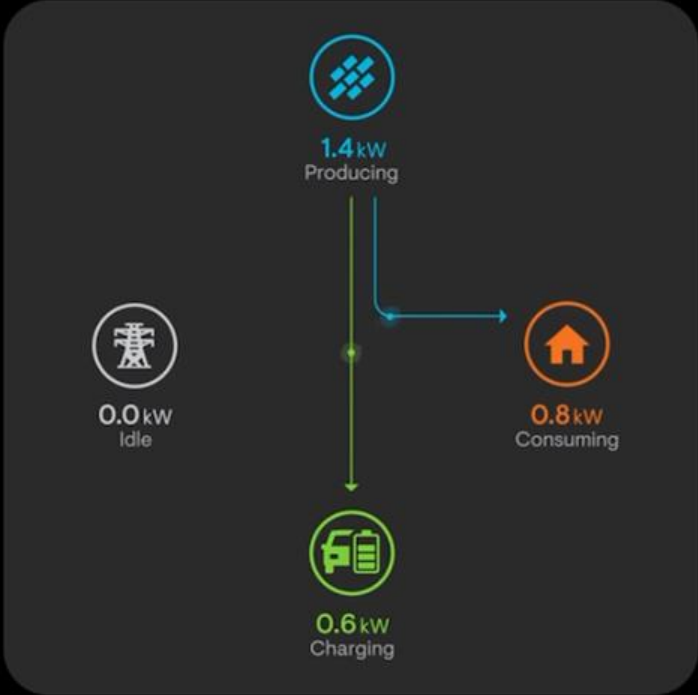 1.4 kW
Producing
0.0 kW
Idle
0.8 kW
Consuming
0.6 kW
Charging